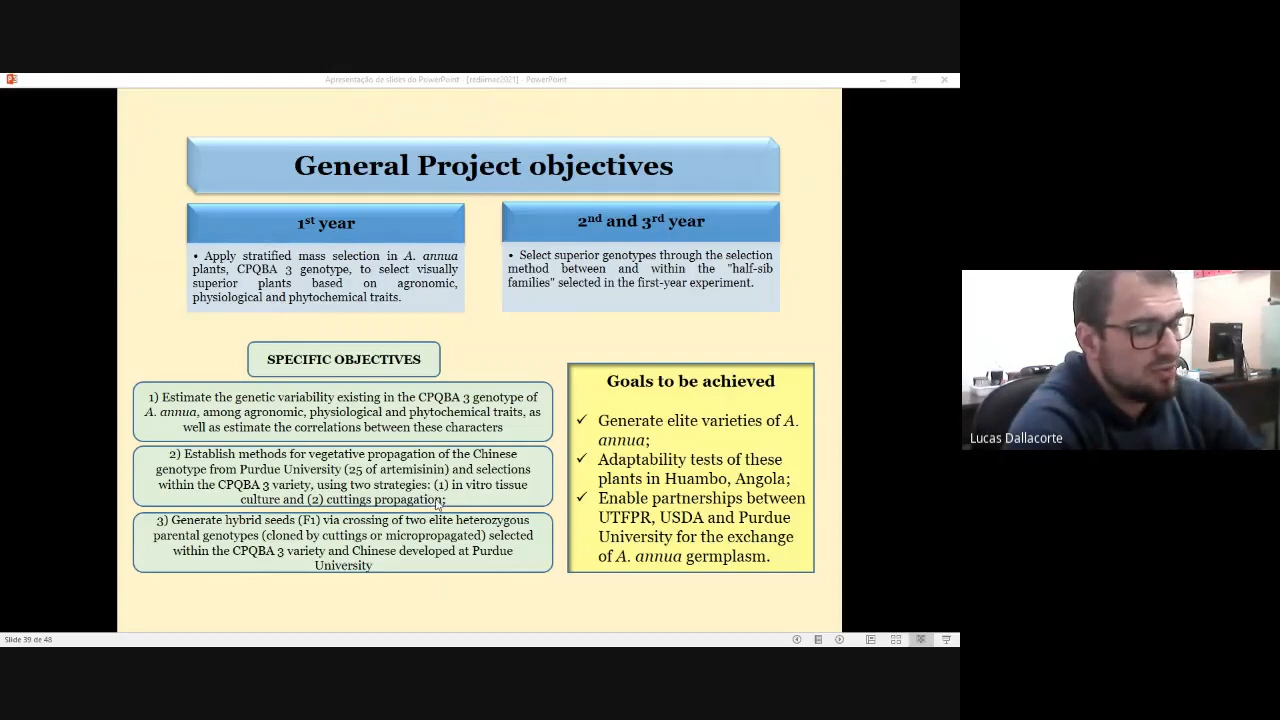 Apresentação de slides do PowerPoint - [rediimac2021] - PowerPoint
General Project objectives
1st year
• Apply stratified mass selection in A. annua
plants, CPQBA 3 genotype, to select visually
superior plants based on agronomic,
physiological and phytochemical traits.
2nd and 3rd year
• Select superior genotypes through the selection
method between and within the "half-sib
families" selected in the first-year experiment.
SPECIFIC OBJECTIVES
1) Estimate the genetic variability existing in the CPQBA 3 genotype of
A. annua, among agronomic, physiological and phytochemical traits, as
well as estimate the correlations between these characters
2) Establish methods for vegetative propagation of the Chinese
genotype from Purdue University (25 of artemisinin) and selections
within the CPQBA 3 variety, using two strategies: (1) in vitro tissue
culture and (2) cuttings propagation;
3) Generate hybrid seeds (F1) via crossing of two elite heterozygous
parental genotypes (cloned by cuttings or micropropagated) selected
within the CPQBA 3 variety and Chinese developed at Purdue
University
Goals to be achieved
✓ Generate elite varieties of A.
annua;
✓ Adaptability tests of these
plants in Huambo, Angola;
✓ Enable partnerships between
UTFPR, USDA and Purdue
University for the exchange
of A. annua germplasm.
Slide 39 de 48
Lucas Dallacorte